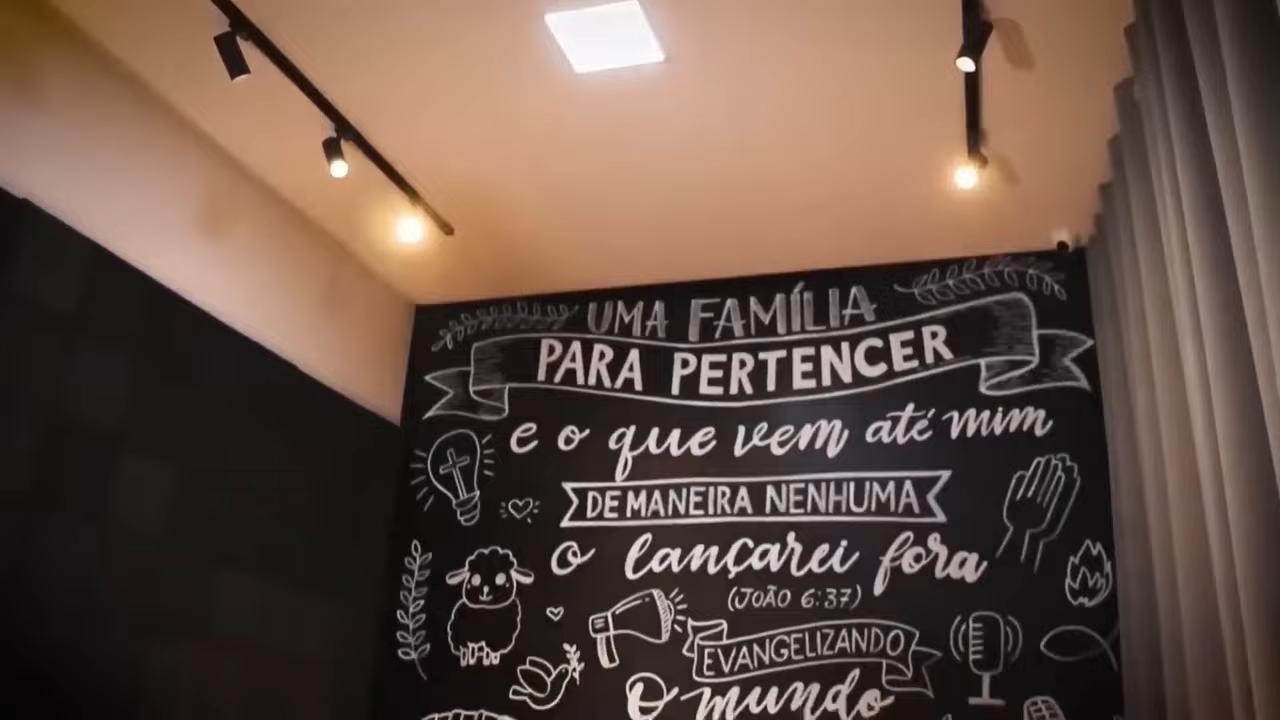 UMA FAMÍLIA
PARA PERTENCER
e o que vem até mim
DE MANEIRA NENHUMA
o lançarei fora
(JOÃO 6:37)
EVANGELIZANDO
O mundo